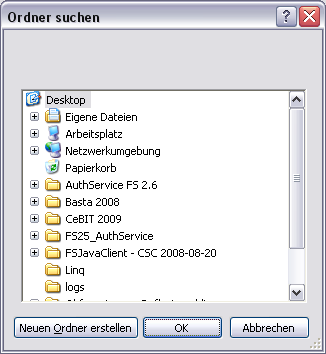 Ordner suchen
Desktop
Eigene Dateien
Arbeitsplatz
Netzwerkumgebung
Papierkorb
AuthService FS 2.6
Basta 2008
CeBIT 2009
FS25_AuthService
FSJavaClient - CSC 2008-08-20
Linq
logs
Neuen Ordner erstellen
OK
Abbrechen